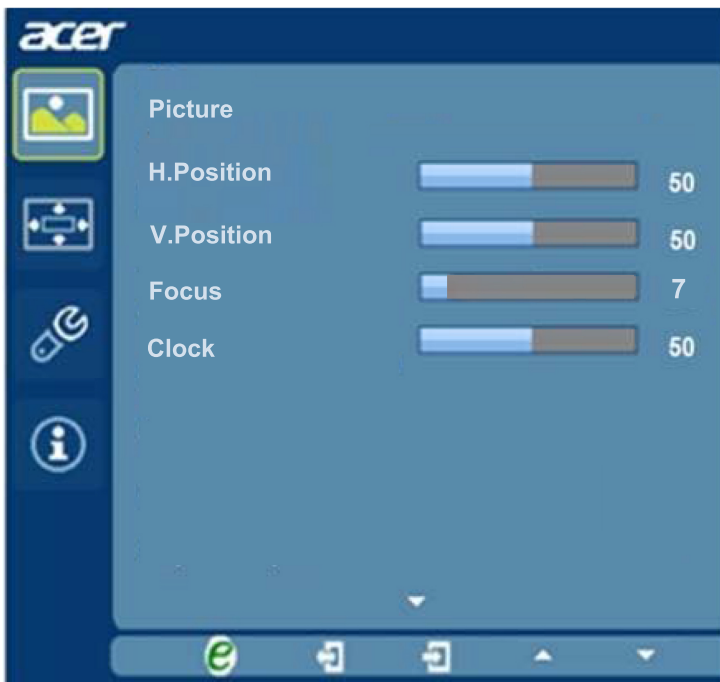 acer
Picture
H.Position 50
V.Position 50
Focus 7
Clock 50
e